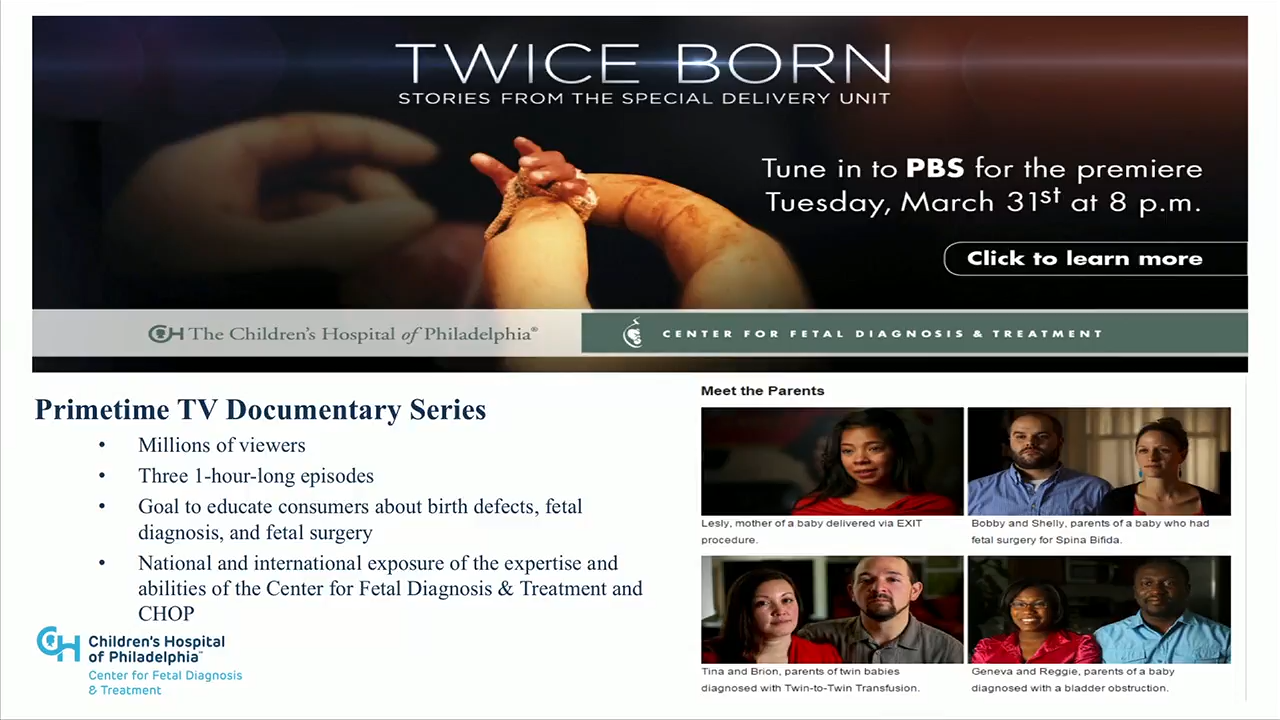 TWICE BORN
STORIES FROM THE SPECIAL DELIVERY UNIT
Tune in to PBS for the premiere
Tuesday, March 31st at 8 p.m.
Click to learn more
CH The Children's Hospital of Philadelphia®
CENTER FOR FETAL DIAGNOSIS & TREATMENT
Primetime TV Documentary Series
• Millions of viewers
• Three 1-hour-long episodes
• Goal to educate consumers about birth defects, fetal
diagnosis, and fetal surgery
• National and international exposure of the expertise and
abilities of the Center for Fetal Diagnosis & Treatment and
CHOP
CH Children's Hospital
of Philadelphia™
Center for Fetal Diagnosis
& Treatment
Meet the Parents
Lesly, mother of a baby delivered via EXIT
procedure.
Bobby and Shelly, parents of a baby who had
fetal surgery for Spina Bifida.
Tina and Brion, parents of twin babies
diagnosed with Twin-to-Twin Transfusion.
Geneva and Reggie, parents of a baby
diagnosed with a bladder obstruction.